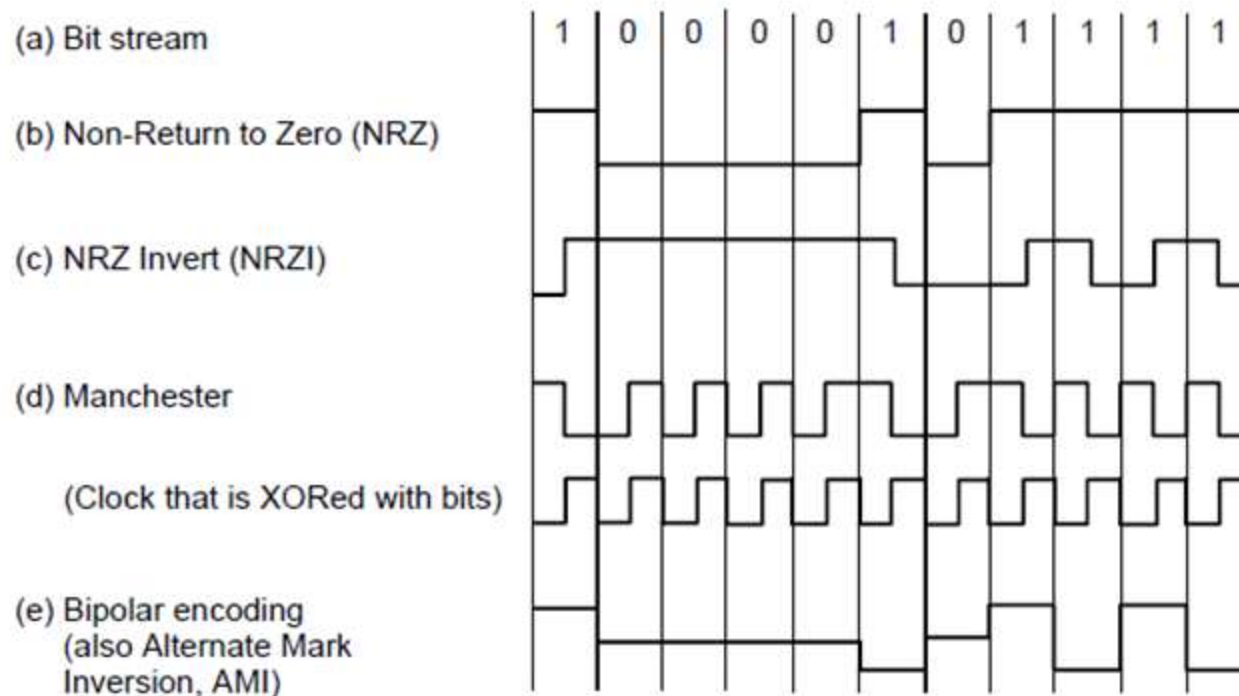 (a) Bit stream 1 0 0 0 0 1 0 1 1 1 1
(b) Non-Return to Zero (NRZ)
(c) NRZ Invert (NRZI)
(d) Manchester
(Clock that is XORed with bits)
(e) Bipolar encoding
(also Alternate Mark
Inversion, AMI)